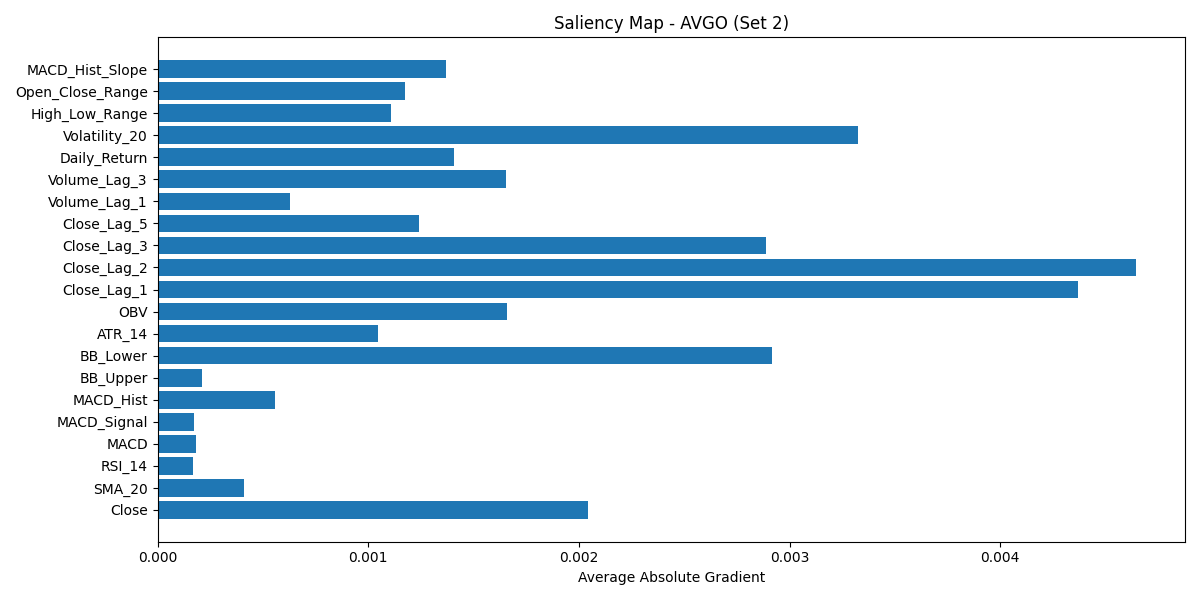 Saliency Map - AVGO (Set 2)
MACD_Hist_Slope
Open_Close_Range
High_Low_Range
Volatility_20
Daily_Return
Volume_Lag_3
Volume_Lag_1
Close_Lag_5
Close_Lag_3
Close_Lag_2
Close_Lag_1
OBV
ATR_14
BB_Lower
BB_Upper
MACD_Hist
MACD_Signal
MACD
RSI_14
SMA_20
Close
0.000 0.001 0.002 0.003 0.004
Average Absolute Gradient